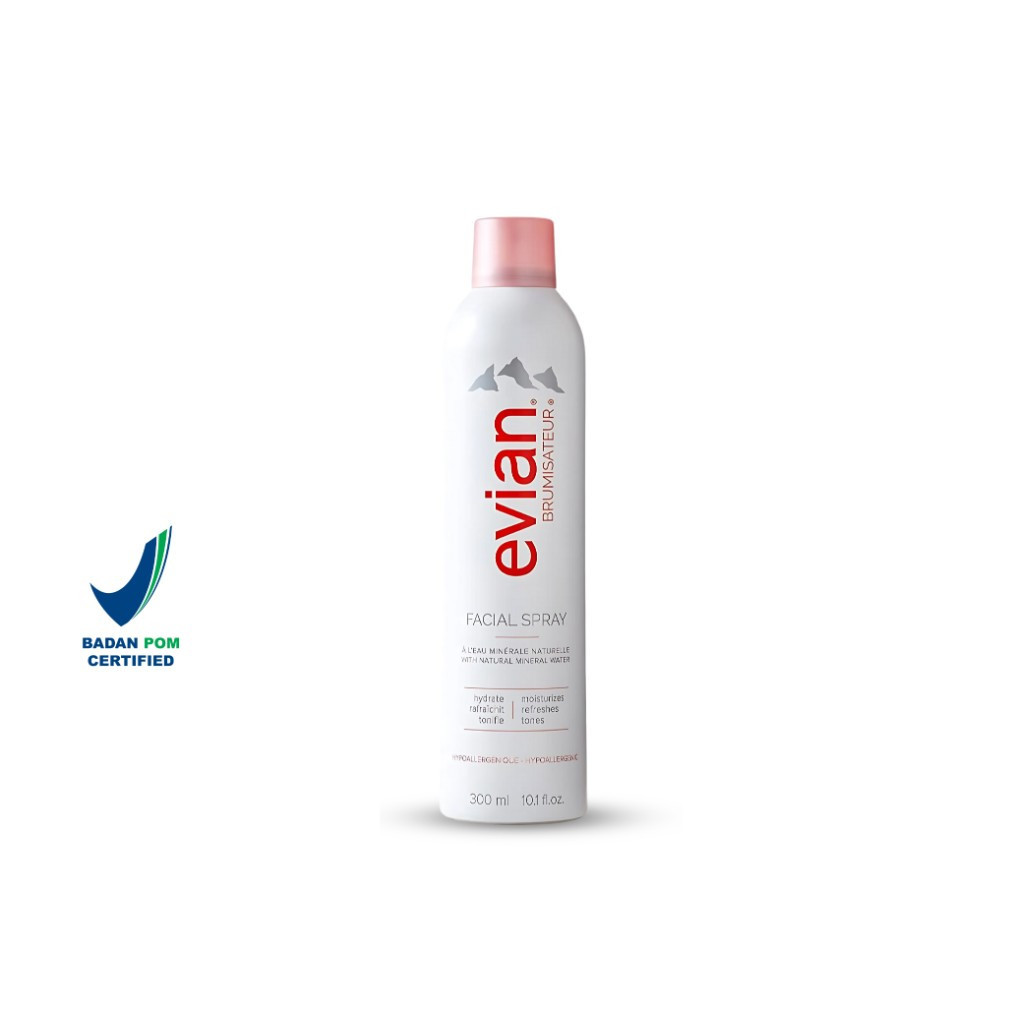 evian®
BRUMISATEUR®
FACIAL SPRAY
À L'EAU MINÉRALE NATURELLE
WITH NATURAL MINERAL WATER
hydrate
rafraîchit
tonifie
moisturizes
refreshes
tones
HYPOALLERGENIQUE - HYPOALLERGENIC
300 ml 10.1 fl.oz.
BADAN POM
CERTIFIED